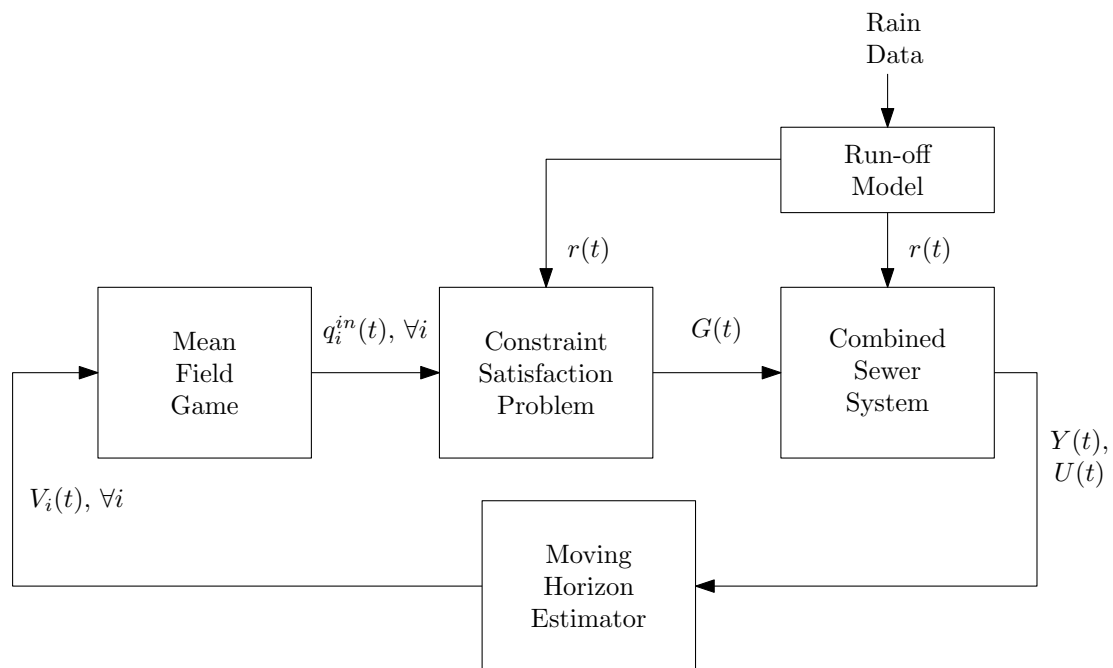 Rain
Data
Run-off
Model
r(t)
r(t)
Mean
Field
Game
q_i^{in}(t), ∀i
Constraint
Satisfaction
Problem
G(t)
Combined
Sewer
System
Y(t),
U(t)
V_i(t), ∀i
Moving
Horizon
Estimator